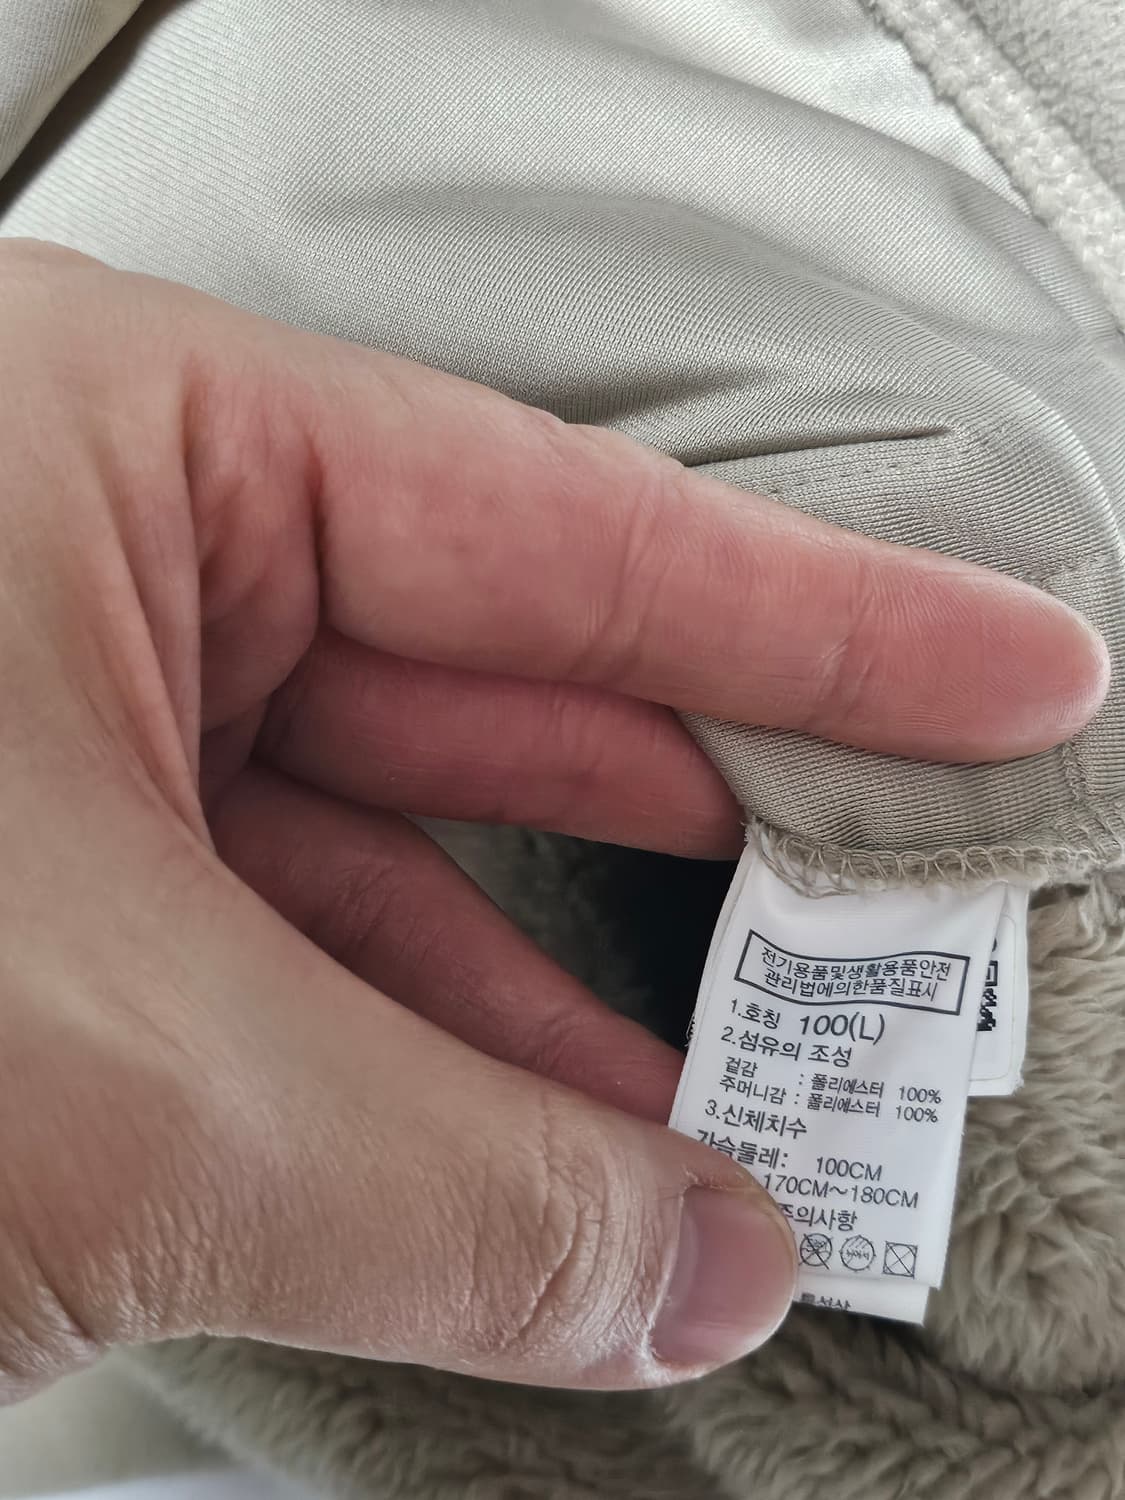 전기용품및생활용품안전
관리법에의한품질표시
1.호칭 100(L)
2.섬유의 조성
겉감 : 폴리에스터 100%
주머니감 : 폴리에스터 100%
3.신체치수
가슴둘레: 100CM
170CM~180CM
주의사항